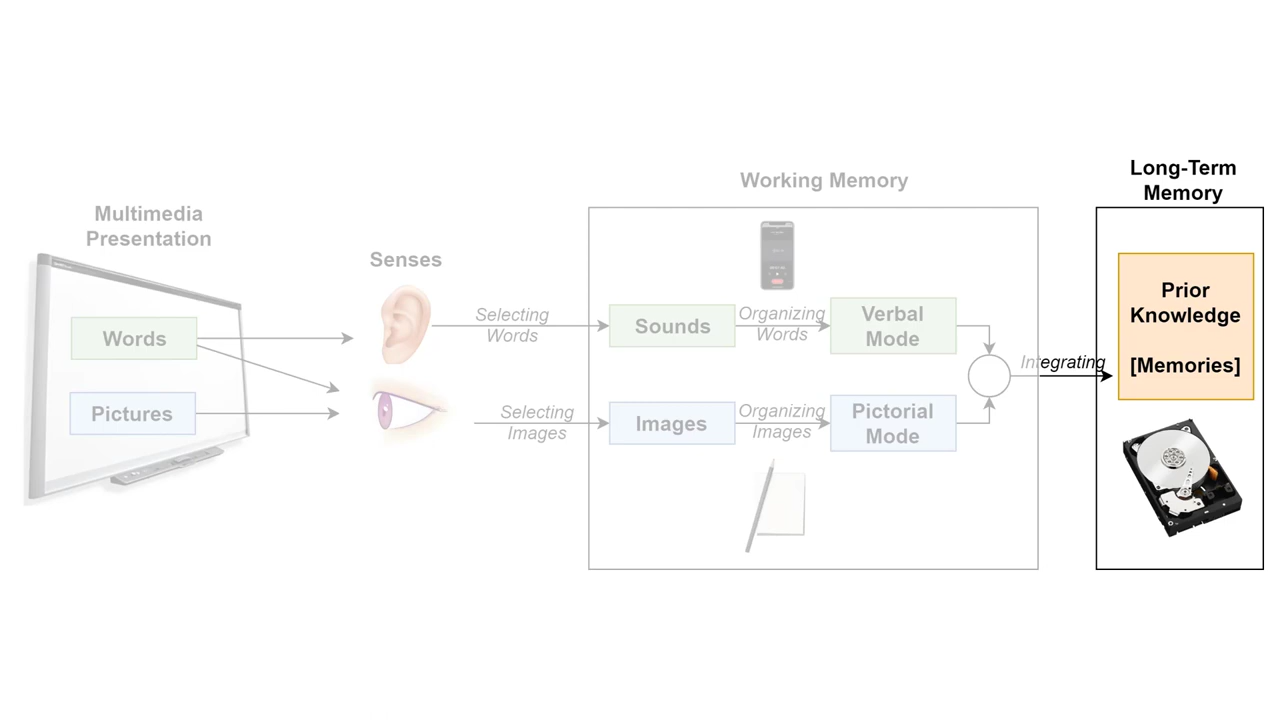 Multimedia
Presentation
Words
Pictures
Senses
Selecting
Words
Selecting
Images
Working Memory
Sounds
Organizing
Words
Verbal
Mode
Images
Organizing
Images
Pictorial
Mode
Integrating
Long-Term
Memory
Prior
Knowledge
[Memories]